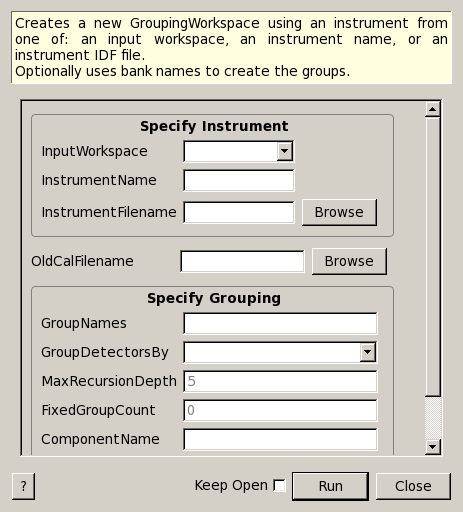 Creates a new GroupingWorkspace using an instrument from
one of: an input workspace, an instrument name, or an
instrument IDF file.
Optionally uses bank names to create the groups.
Specify Instrument
InputWorkspace
InstrumentName
InstrumentFilename Browse
OldCalFilename Browse
Specify Grouping
GroupNames
GroupDetectorsBy
MaxRecursionDepth 5
FixedGroupCount 0
ComponentName
? Keep Open Run Close